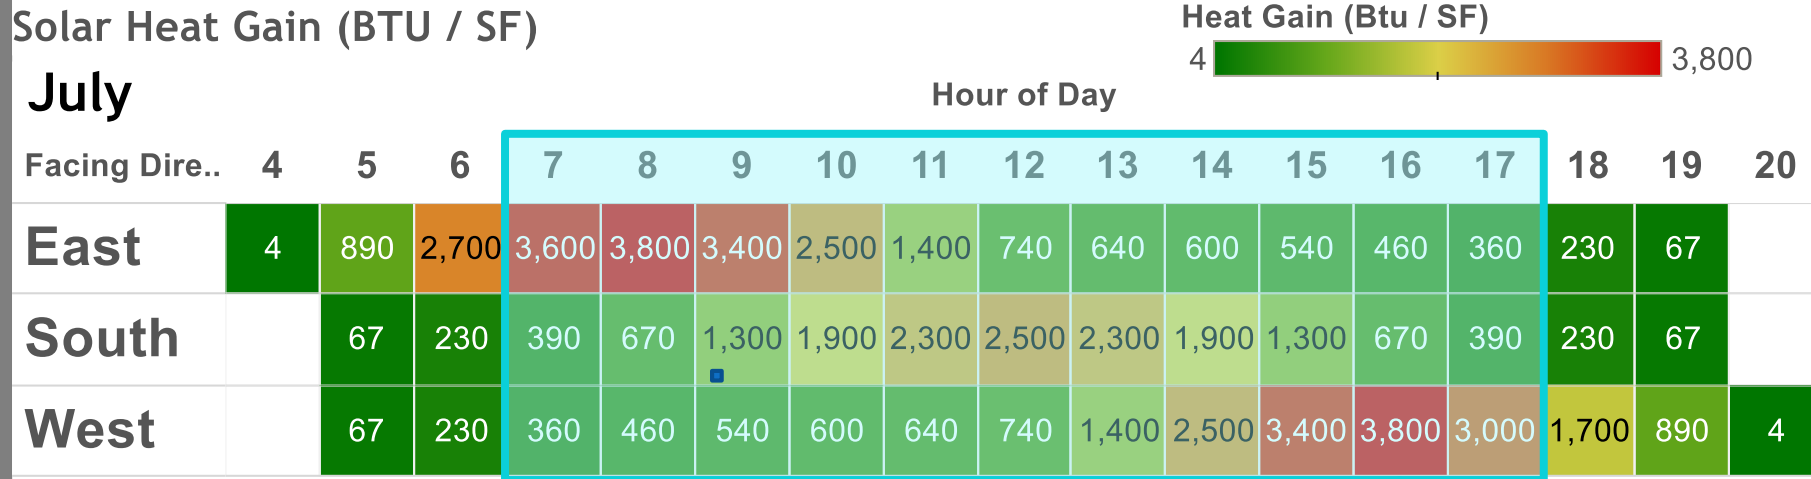 Solar Heat Gain (BTU / SF)
Heat Gain (Btu / SF)
4 3,800
July
Hour of Day
Facing Dire.. 4 5 6 7 8 9 10 11 12 13 14 15 16 17 18 19 20
East 4 890 2,700 3,600 3,800 3,400 2,500 1,400 740 640 600 540 460 360 230 67
South 67 230 390 670 1,300 1,900 2,300 2,500 2,300 1,900 1,300 670 390 230 67
West 67 230 360 460 540 600 640 740 1,400 2,500 3,400 3,800 3,000 1,700 890 4